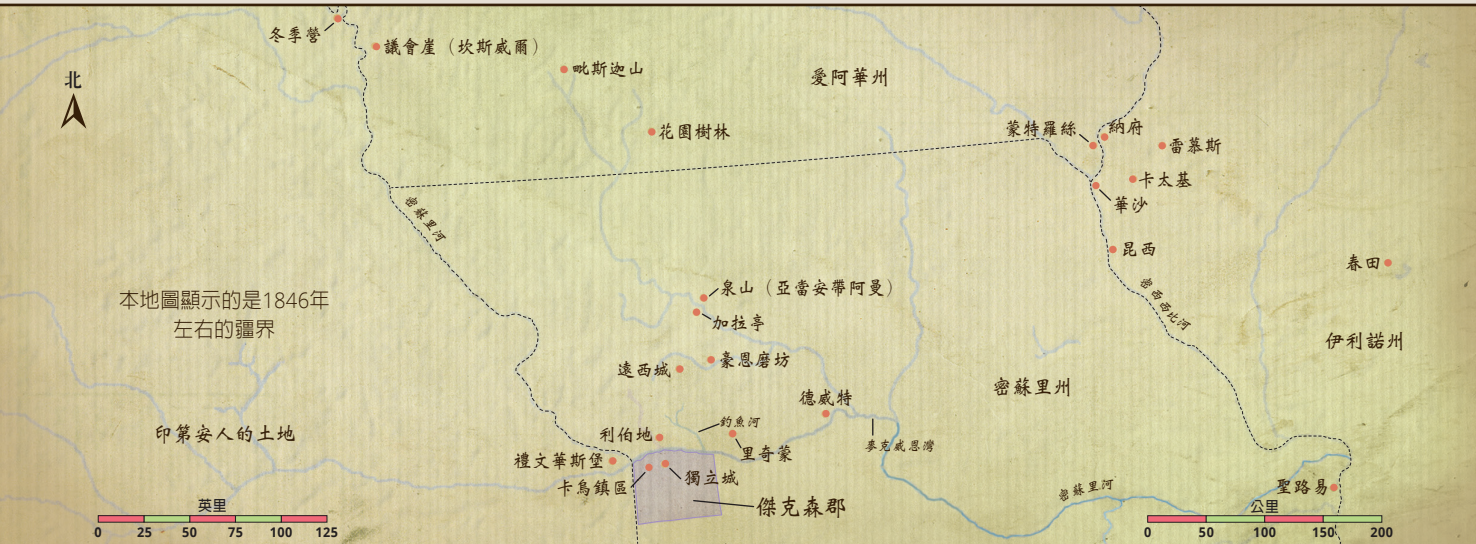 冬季營
議會崖（坎斯威爾）
毗斯迦山
愛阿華州
北
花園樹林
蒙特羅絲
納府
雷慕斯
卡太基
華沙
密蘇里河
昆西
春田
密西西比河
本地圖顯示的是1846年
左右的疆界
泉山（亞當安帶阿曼）
加拉亭
伊利諾州
豪恩磨坊
遠西城
密蘇里州
德威特
釣魚河
印第安人的土地
利伯地
里奇蒙
麥克威恩灣
禮文華斯堡
卡烏鎮區
獨立城
傑克森郡
密蘇里河
聖路易
英里
0 25 50 75 100 125
公里
0 50 100 150 200